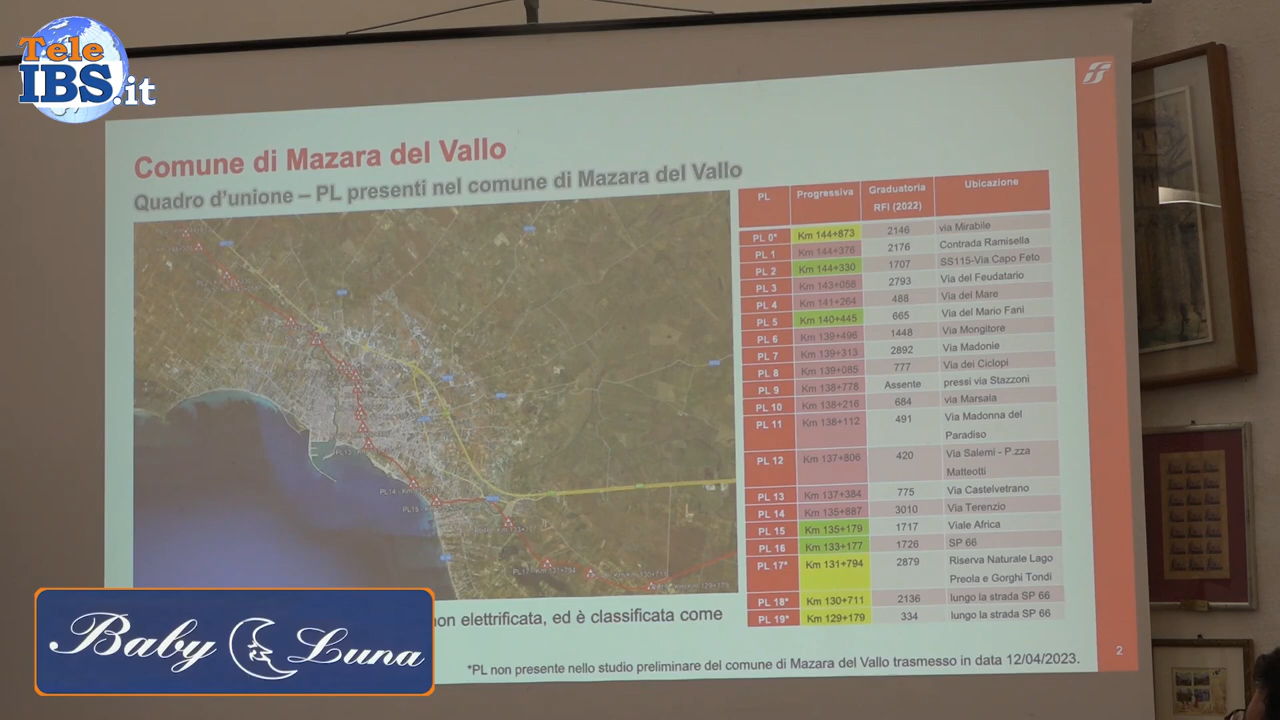 Tele
IBS.it
Comune di Mazara del Vallo
Quadro d'unione – PL presenti nel comune di Mazara del Vallo
PL Progressiva Graduatoria RFI (2022) Ubicazione
PL 0* Km 144+873 2146 via Mirabile
PL 1 Km 144+376 2176 Contrada Ramisella
PL 2 Km 144+330 1707 SS115-Via Capo Feto
PL 3 Km 143+058 2793 Via del Feudatario
PL 4 Km 141+264 488 Via del Mare
PL 5 Km 140+445 665 Via del Mario Fani
PL 6 Km 139+496 1448 Via Mongitore
PL 7 Km 139+313 2892 Via Madonie
PL 8 Km 139+085 777 Via dei Ciclopi
PL 9 Km 138+778 Assente pressi via Stazzoni
PL 10 Km 138+216 684 via Marsala
PL 11 Km 138+112 491 Via Madonna del
Paradiso
PL 12 Km 137+806 420 Via Salemi - P.zza
Matteotti
PL 13 Km 137+384 775 Via Castelvetrano
PL 14 Km 135+887 3010 Via Terenzio
PL 15 Km 135+179 1717 Viale Africa
PL 16 Km 133+177 1726 SP 66
PL 17* Km 131+794 2879 Riserva Naturale Lago
Preola e Gorghi Tondi
PL 18* Km 130+711 2136 lungo la strada SP 66
PL 19* Km 129+179 334 lungo la strada SP 66
non elettrificata, ed è classificata come
*PL non presente nello studio preliminare del comune di Mazara del Vallo trasmesso in data 12/04/2023.
2
Baby Luna